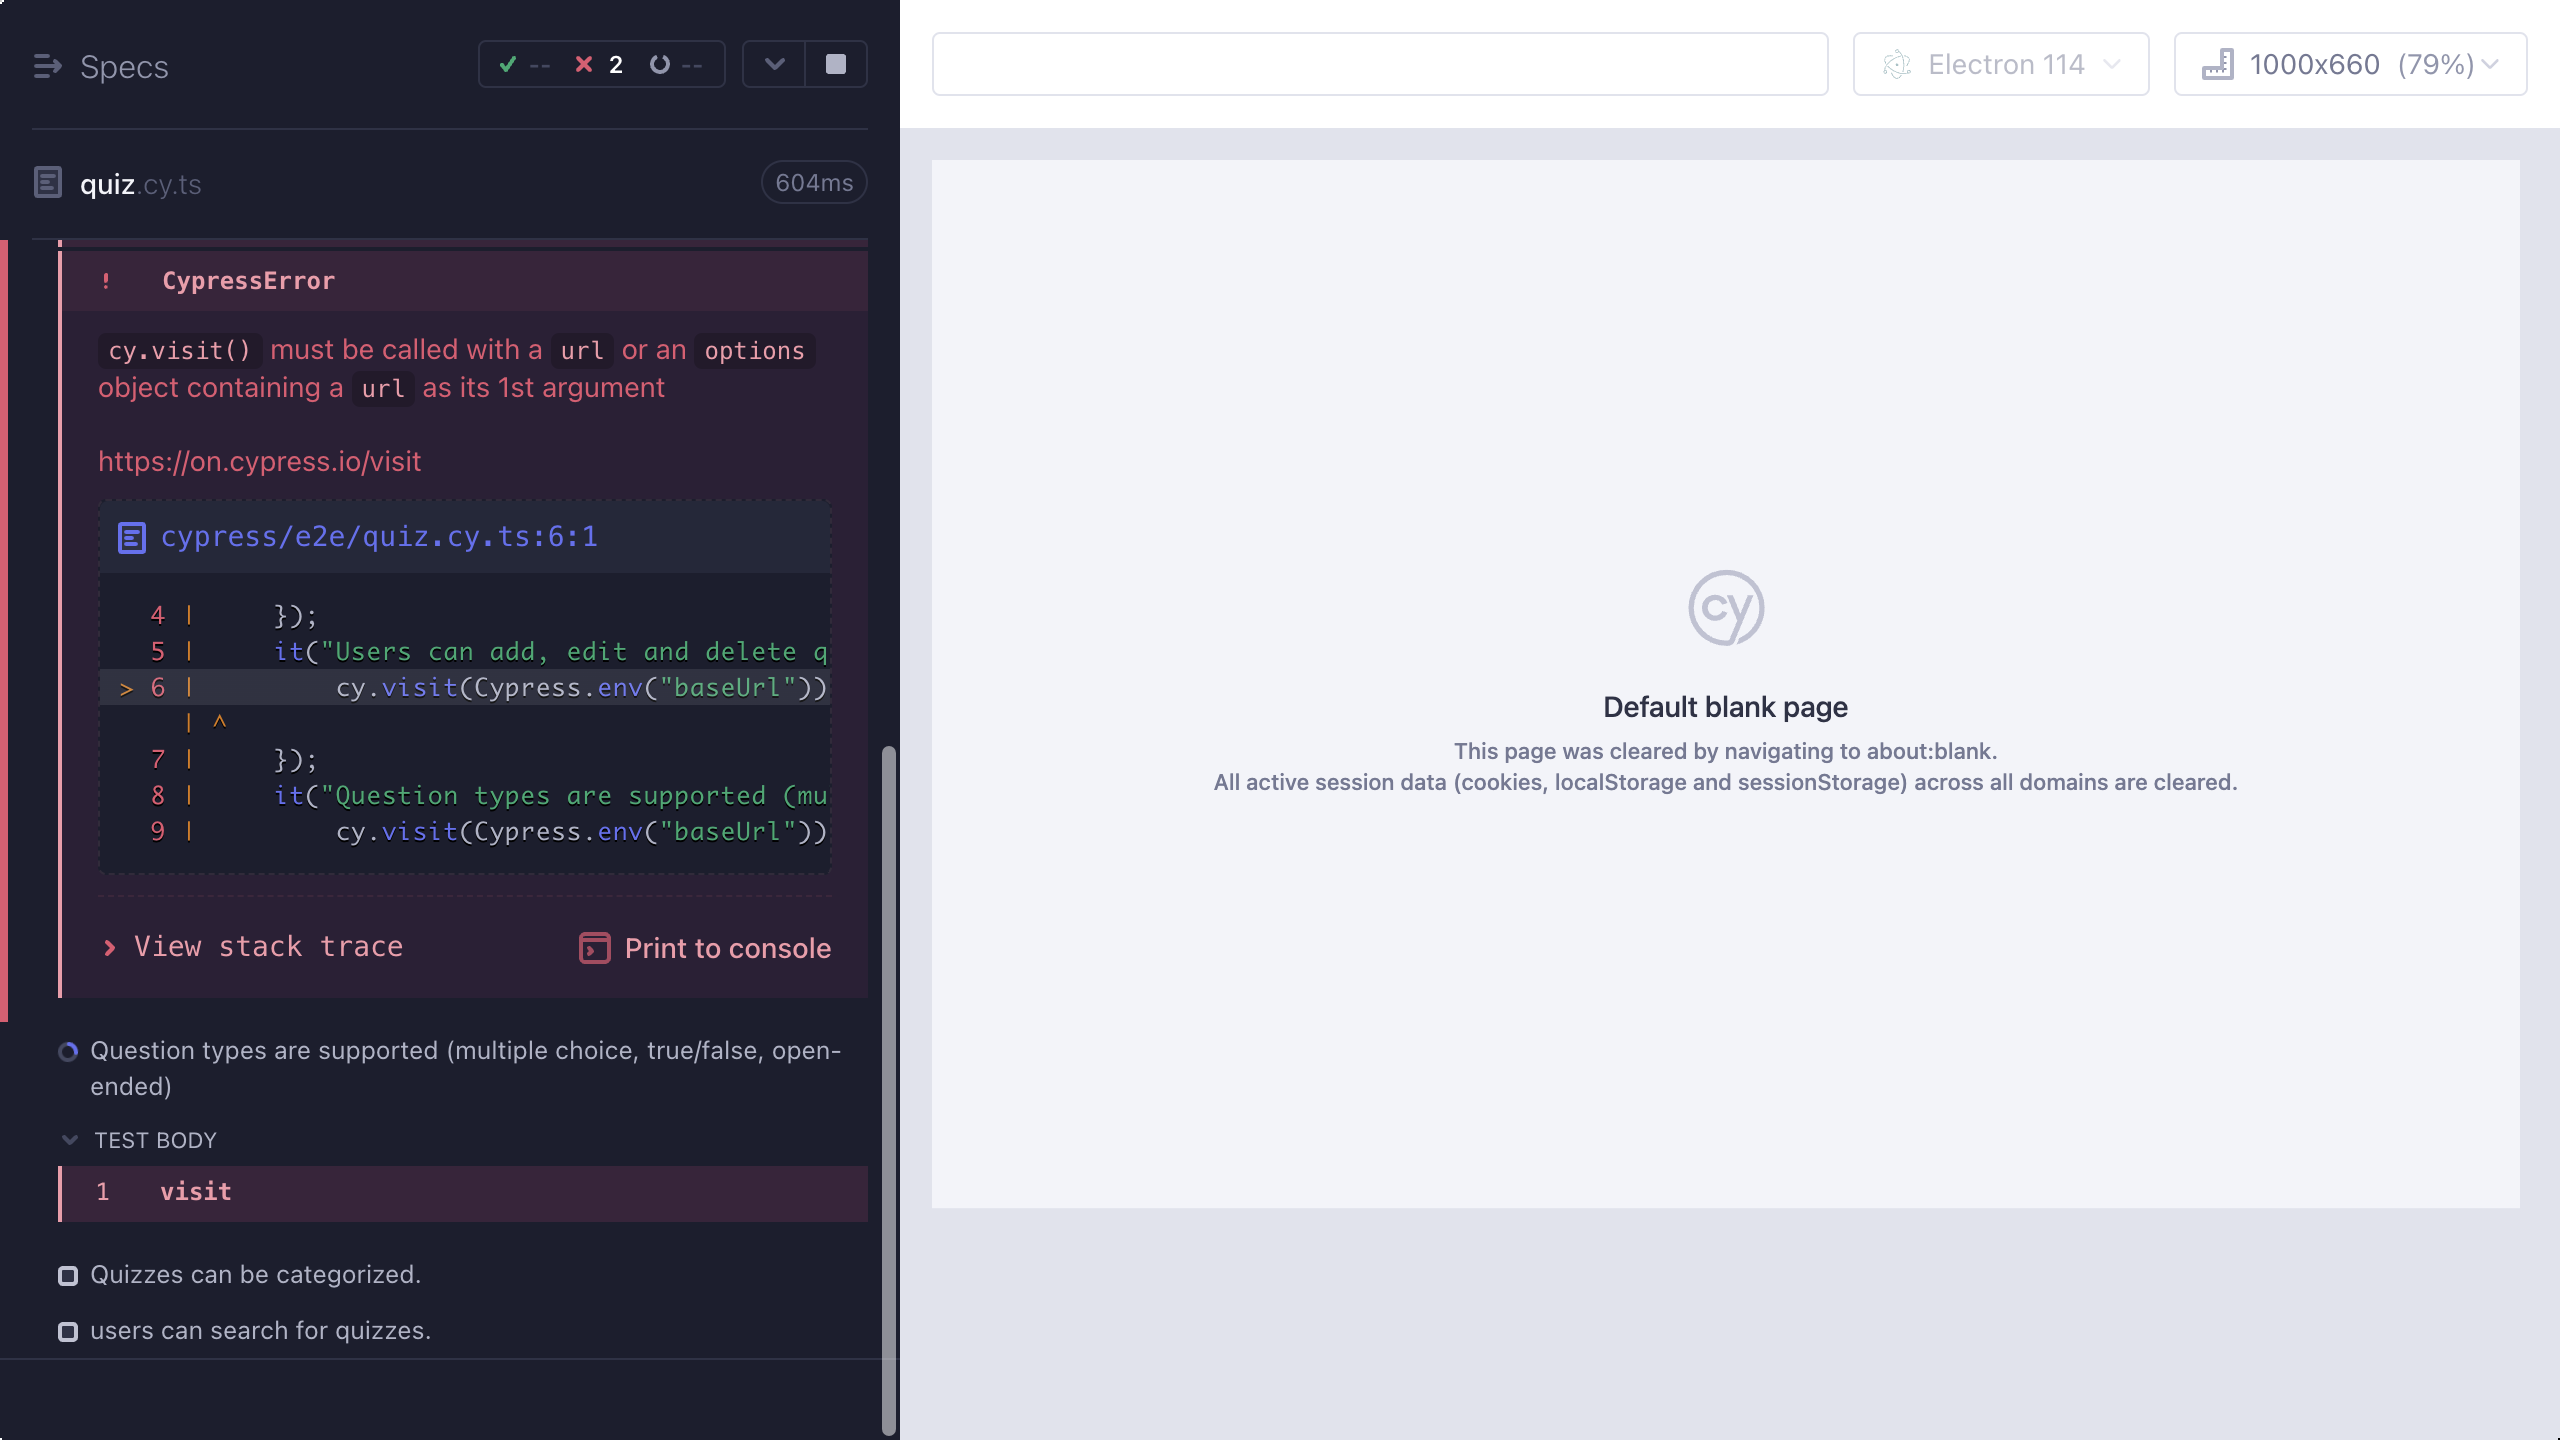 Specs
-- 2 --
quiz.cy.ts
604ms
! CypressError
cy.visit() must be called with a url or an options
object containing a url as its 1st argument
https://on.cypress.io/visit
cypress/e2e/quiz.cy.ts:6:1
4 | });
5 | it("Users can add, edit and delete q
> 6 | cy.visit(Cypress.env("baseUrl"))
| ^
7 | });
8 | it("Question types are supported (mu
9 | cy.visit(Cypress.env("baseUrl"))
> View stack trace
Print to console
Question types are supported (multiple choice, true/false, open-
ended)
TEST BODY
1 visit
Quizzes can be categorized.
users can search for quizzes.
Electron 114
1000x660 (79%)
cy
Default blank page
This page was cleared by navigating to about:blank.
All active session data (cookies, localStorage and sessionStorage) across all domains are cleared.